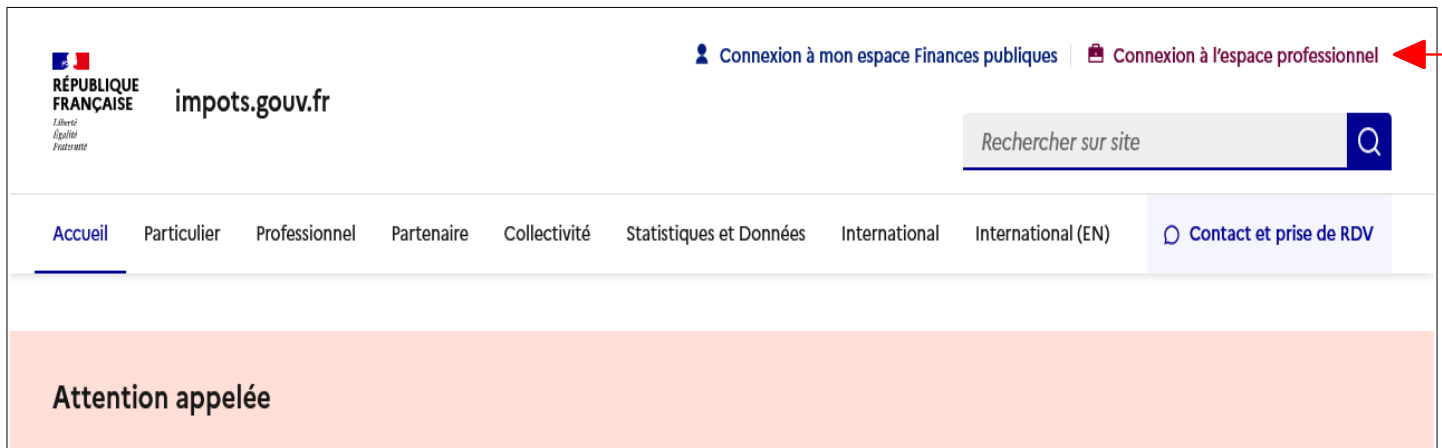 Connexion à mon espace Finances publiques
Connexion à l'espace professionnel
RÉPUBLIQUE
FRANÇAISE
Liberté
Égalité
Fraternité
impots.gouv.fr
Rechercher sur site
Accueil Particulier Professionnel Partenaire Collectivité Statistiques et Données International International (EN) Contact et prise de RDV
Attention appelée